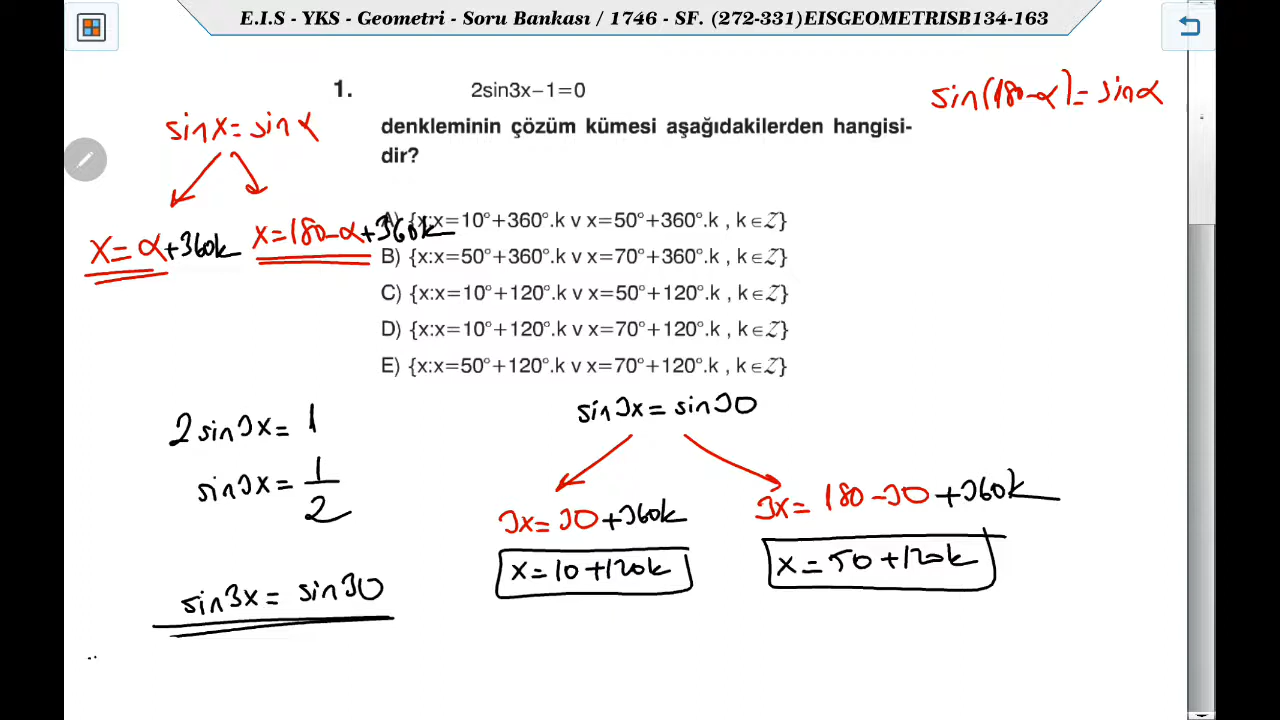 E.I.S - YKS - Geometri - Soru Bankası / 1746 - SF. (272-331)EISGEOMETRISB134-163
1. 2sin3x−1=0
denkleminin çözüm kümesi aşağıdakilerden hangisi-
dir?
A) {x:x=10°+360°.k v x=50°+360°.k , k∈Z}
B) {x:x=50°+360°.k v x=70°+360°.k , k∈Z}
C) {x:x=10°+120°.k v x=50°+120°.k , k∈Z}
D) {x:x=10°+120°.k v x=70°+120°.k , k∈Z}
E) {x:x=50°+120°.k v x=70°+120°.k , k∈Z}
sin(180-α)=sinα
sinx=sinα
x=α+360k
x=180-α+360k
2sin3x=1
sin3x=1/2
sin3x=sin30
sin3x=sin30
3x=30+360k
x=10+120k
3x=180-30+360k
x=50+120k